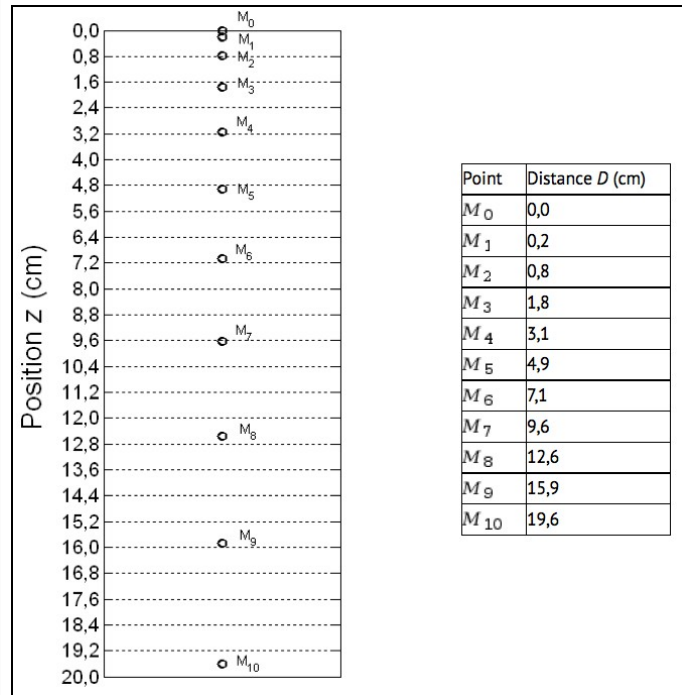 Position z (cm)
0,0
0,8
1,6
2,4
3,2
4,0
4,8
5,6
6,4
7,2
8,0
8,8
9,6
10,4
11,2
12,0
12,8
13,6
14,4
15,2
16,0
16,8
17,6
18,4
19,2
20,0
M0
M1
M2
M3
M4
M5
M6
M7
M8
M9
M10
Point Distance D (cm)
M0 0,0
M1 0,2
M2 0,8
M3 1,8
M4 3,1
M5 4,9
M6 7,1
M7 9,6
M8 12,6
M9 15,9
M10 19,6